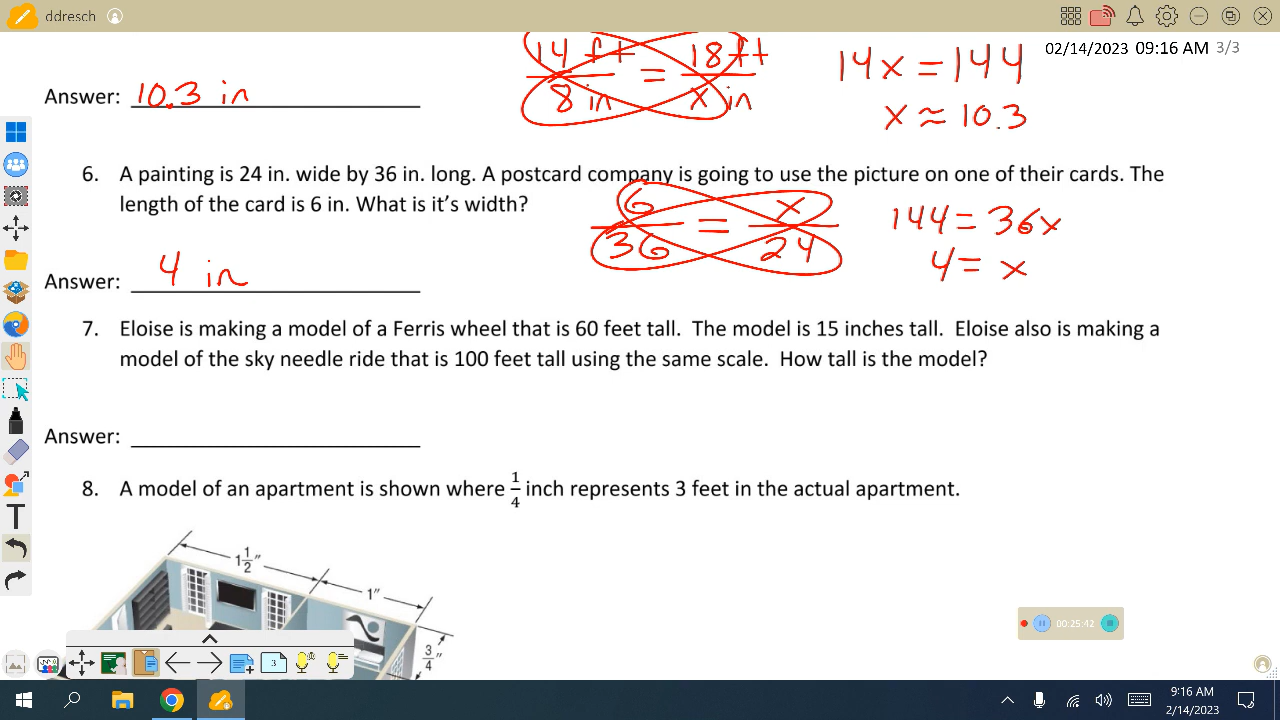 ddresch
02/14/2023 09:16 AM 3/3
14 ft = 18 ft
8 in x in
14x = 144
Answer: 10.3 in
x ≈ 10.3
6. A painting is 24 in. wide by 36 in. long. A postcard company is going to use the picture on one of their cards. The
length of the card is 6 in. What is it's width?
6 = x
36 24
144 = 36x
4 = x
Answer: 4 in
7. Eloise is making a model of a Ferris wheel that is 60 feet tall. The model is 15 inches tall. Eloise also is making a
model of the sky needle ride that is 100 feet tall using the same scale. How tall is the model?
Answer:
8. A model of an apartment is shown where 1/4 inch represents 3 feet in the actual apartment.
1 1/2"
1"
3/4"
00:25:42
T
3
9:16 AM
2/14/2023